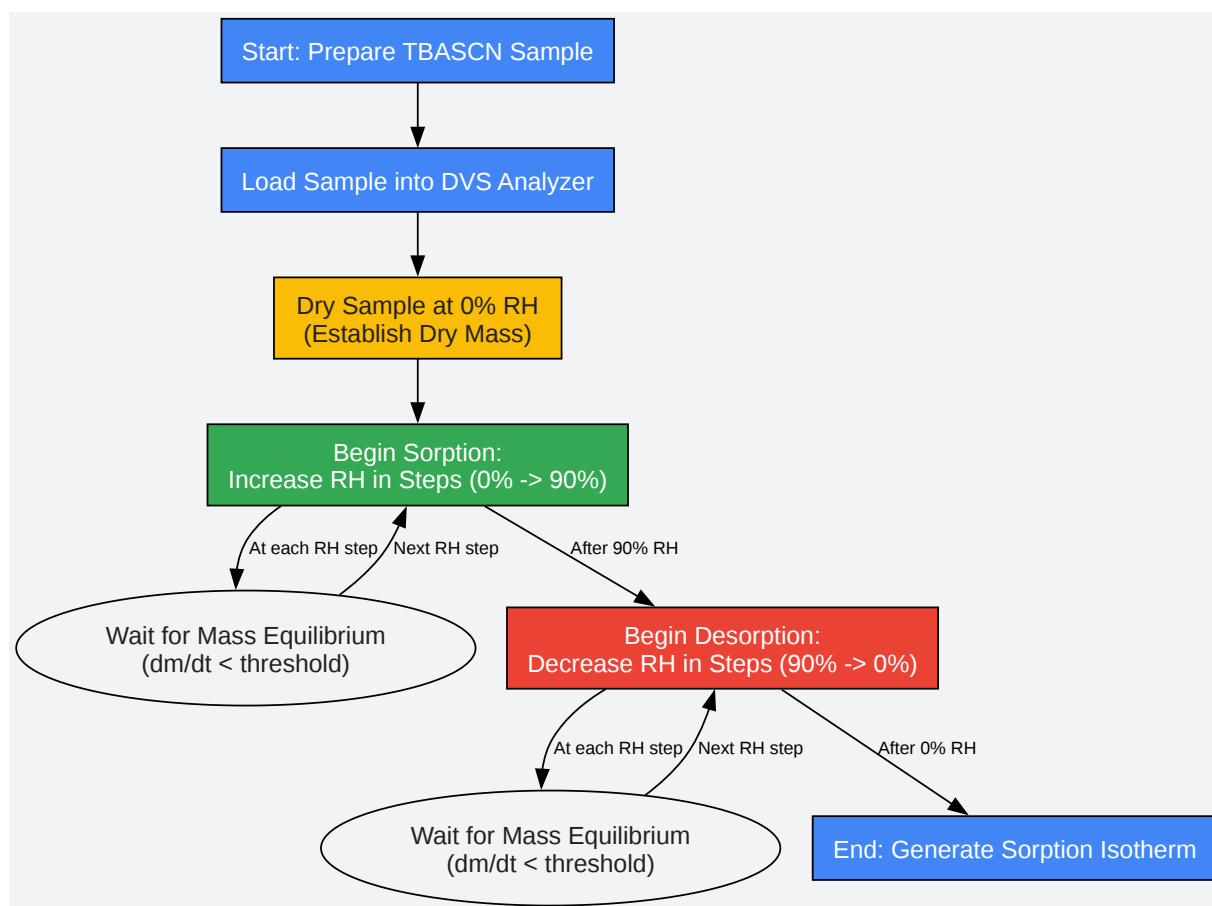 Start: Prepare TBASCN Sample
Load Sample into DVS Analyzer
Dry Sample at 0% RH
(Establish Dry Mass)
Begin Sorption:
Increase RH in Steps (0% -> 90%)
At each RH step
Next RH step
After 90% RH
Wait for Mass Equilibrium
(dm/dt < threshold)
Begin Desorption:
Decrease RH in Steps (90% -> 0%)
At each RH step
Next RH step
After 0% RH
Wait for Mass Equilibrium
(dm/dt < threshold)
End: Generate Sorption Isotherm